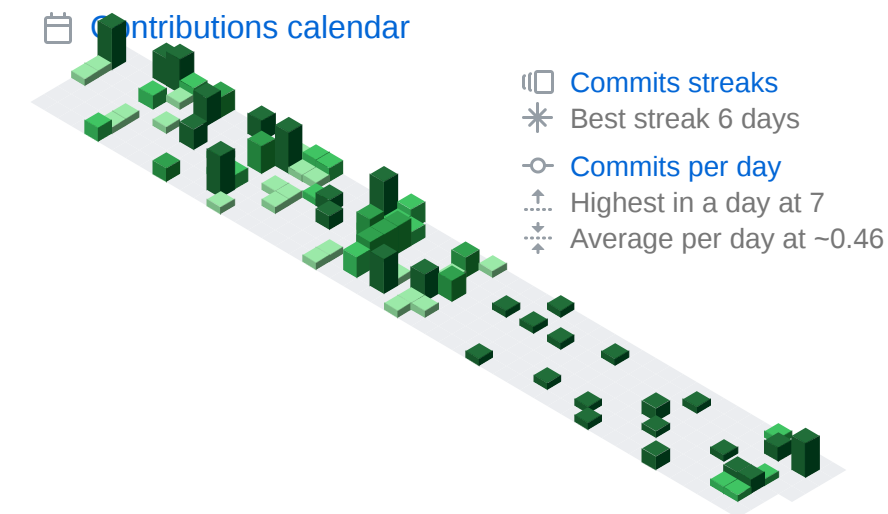 Contributions calendar
Commits streaks
Best streak 6 days
Commits per day
Highest in a day at 7
Average per day at ~0.46